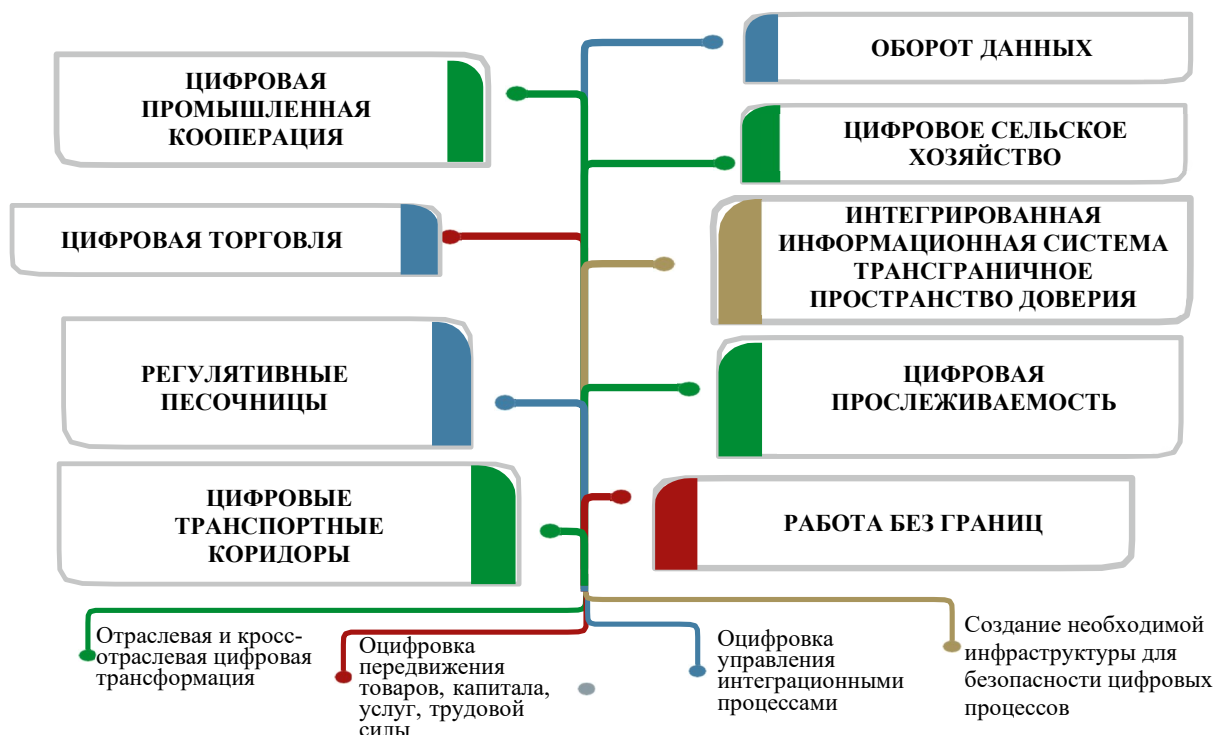 ЦИФРОВАЯ
ПРОМЫШЛЕННАЯ
КООПЕРАЦИЯ
ОБОРОТ ДАННЫХ
ЦИФРОВОЕ СЕЛЬСКОЕ
ХОЗЯЙСТВО
ЦИФРОВАЯ ТОРГОВЛЯ
ИНТЕГРИРОВАННАЯ
ИНФОРМАЦИОННАЯ СИСТЕМА
ТРАНСГРАНИЧНОЕ
ПРОСТРАНСТВО ДОВЕРИЯ
РЕГУЛЯТИВНЫЕ
ПЕСОЧНИЦЫ
ЦИФРОВАЯ
ПРОСЛЕЖИВАЕМОСТЬ
ЦИФРОВЫЕ
ТРАНСПОРТНЫЕ
КОРИДОРЫ
РАБОТА БЕЗ ГРАНИЦ
Отраслевая и кросс-
отраслевая цифровая
трансформация
Оцифровка
передвижения
товаров, капитала,
услуг, трудовой
силы
Оцифровка
управления
интеграционными
процессами
Создание необходимой
инфраструктуры для
безопасности цифровых
процессов